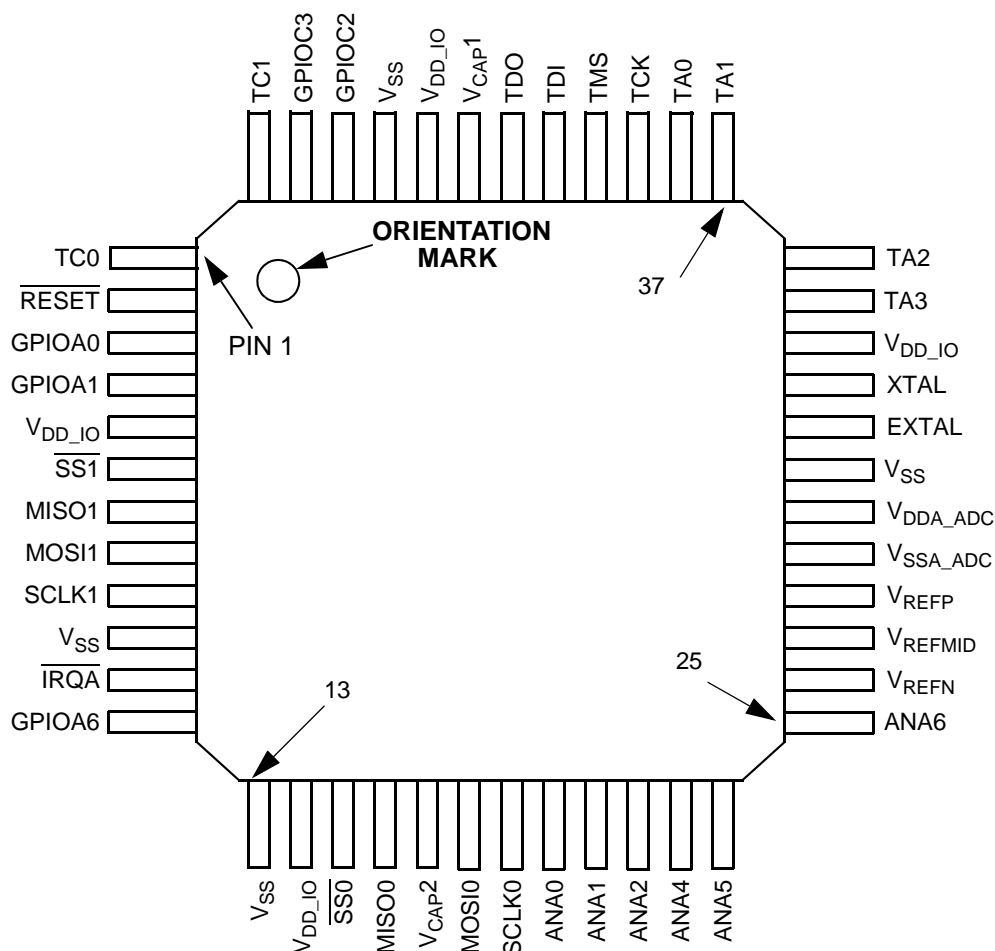 TC1
GPIOC3
GPIOC2
VSS
VDD_IO
VCAP1
TDO
TDI
TMS
TCK
TA0
TA1
ORIENTATION
MARK
37
PIN 1
TC0
RESET
GPIOA0
GPIOA1
VDD_IO
SS1
MISO1
MOSI1
SCLK1
VSS
IRQA
GPIOA6
TA2
TA3
VDD_IO
XTAL
EXTAL
VSS
VDDA_ADC
VSSA_ADC
VREFP
VREFMID
VREFN
ANA6
13
25
VSS
VDD_IO
SS0
MISO0
VCAP2
MOSI0
SCLK0
ANA0
ANA1
ANA2
ANA4
ANA5